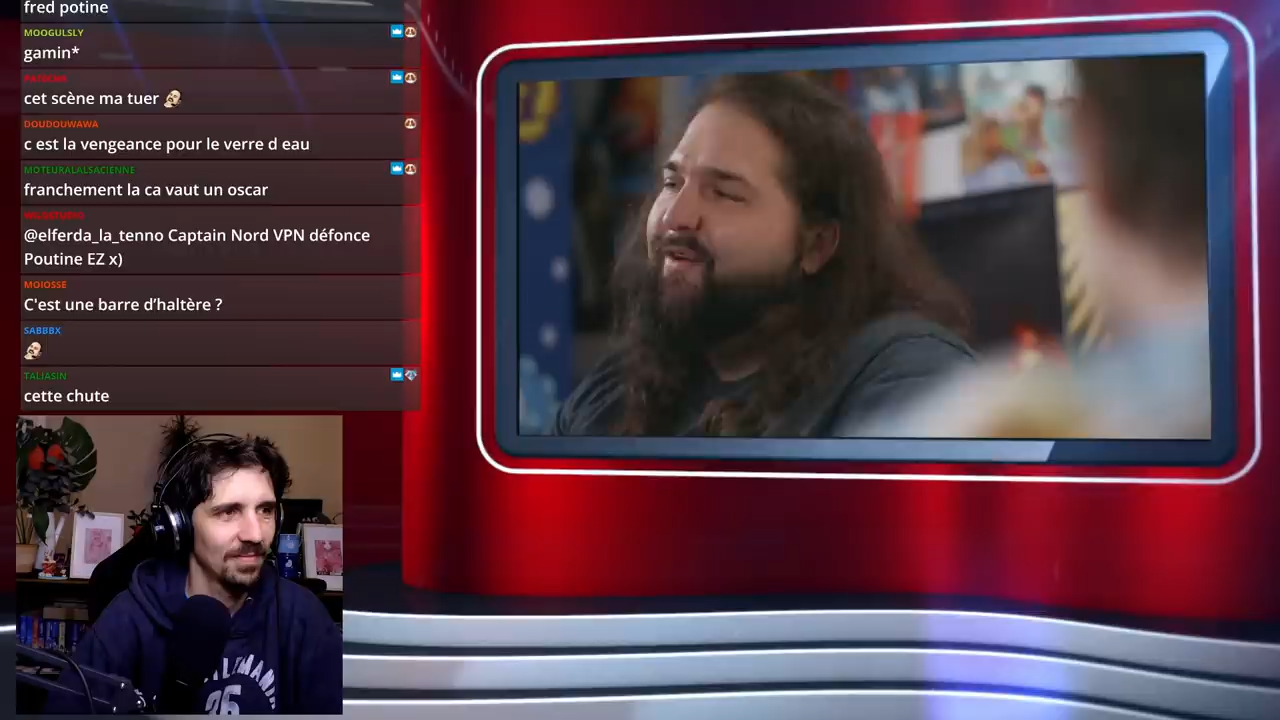 fred potine
MOOGULSLY
gamin*
PATOCHE
cet scène ma tuer
DOUDOUWAWA
c est la vengeance pour le verre d eau
MOTEURALALSACIENNE
franchement la ca vaut un oscar
@elferda_la_tenno Captain Nord VPN défonce
Poutine EZ x)
MOIOSSE
C'est une barre d’haltère ?
SABBBX
TALIASIN
cette chute